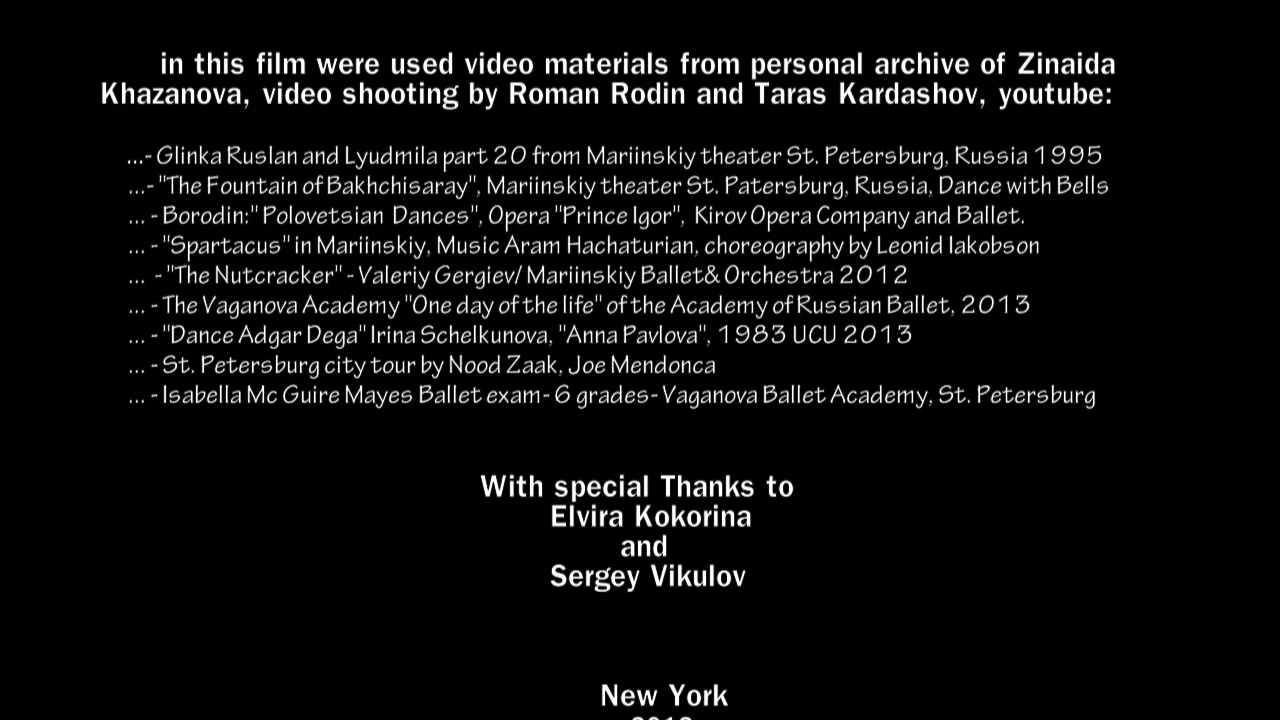 in this film were used video materials from personal archive of Zinaida
Khazanova, video shooting by Roman Rodin and Taras Kardashov, youtube:
...- Glinka Ruslan and Lyudmila part 20 from Mariinskiy theater St. Petersburg, Russia 1995
...- "The Fountain of Bakhchisaray", Mariinskiy theater St. Patersburg, Russia, Dance with Bells
... - Borodin:" Polovetsian Dances", Opera "Prince Igor", Kirov Opera Company and Ballet.
... - "Spartacus" in Mariinskiy, Music Aram Hachaturian, choreography by Leonid Iakobson
... - "The Nutcracker" - Valeriy Gergiev/ Mariinskiy Ballet& Orchestra 2012
... - The Vaganova Academy "One day of the life" of the Academy of Russian Ballet, 2013
... - "Dance Adgar Dega" Irina Schelkunova, "Anna Pavlova", 1983 UCU 2013
... - St. Petersburg city tour by Nood Zaak, Joe Mendonca
... - Isabella Mc Guire Mayes Ballet exam- 6 grades- Vaganova Ballet Academy, St. Petersburg
With special Thanks to
Elvira Kokorina
and
Sergey Vikulov
New York